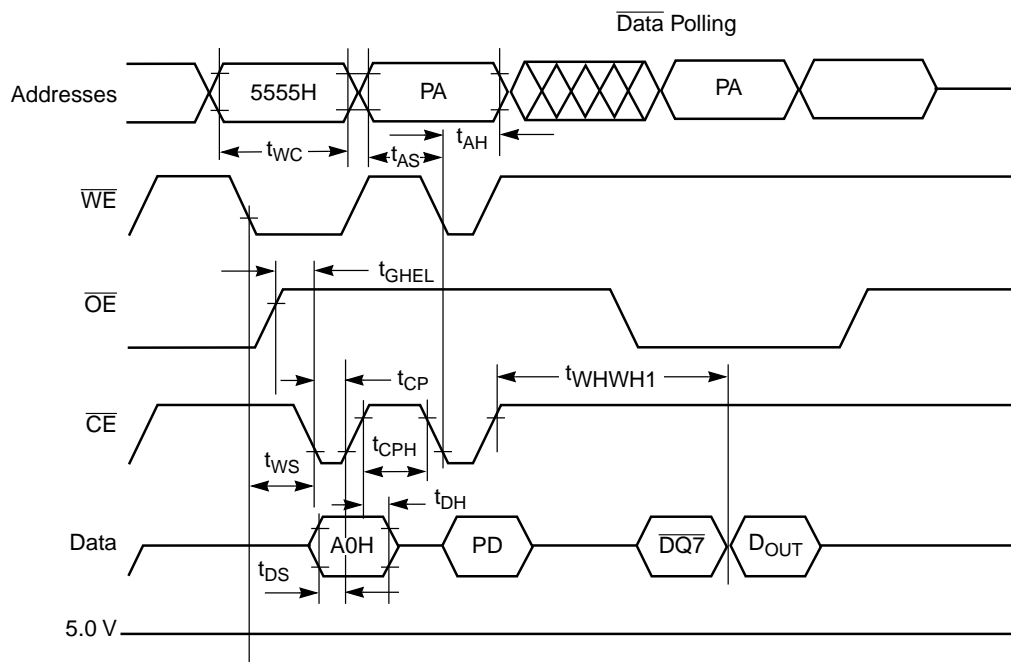 Data Polling
Addresses
5555H
PA
PA
tWC
tAS
tAH
WE
tGHEL
OE
tCP
tWHWH1
CE
tWS
tCPH
tDH
Data
A0H
PD
DQ7
DOUT
tDS
5.0 V